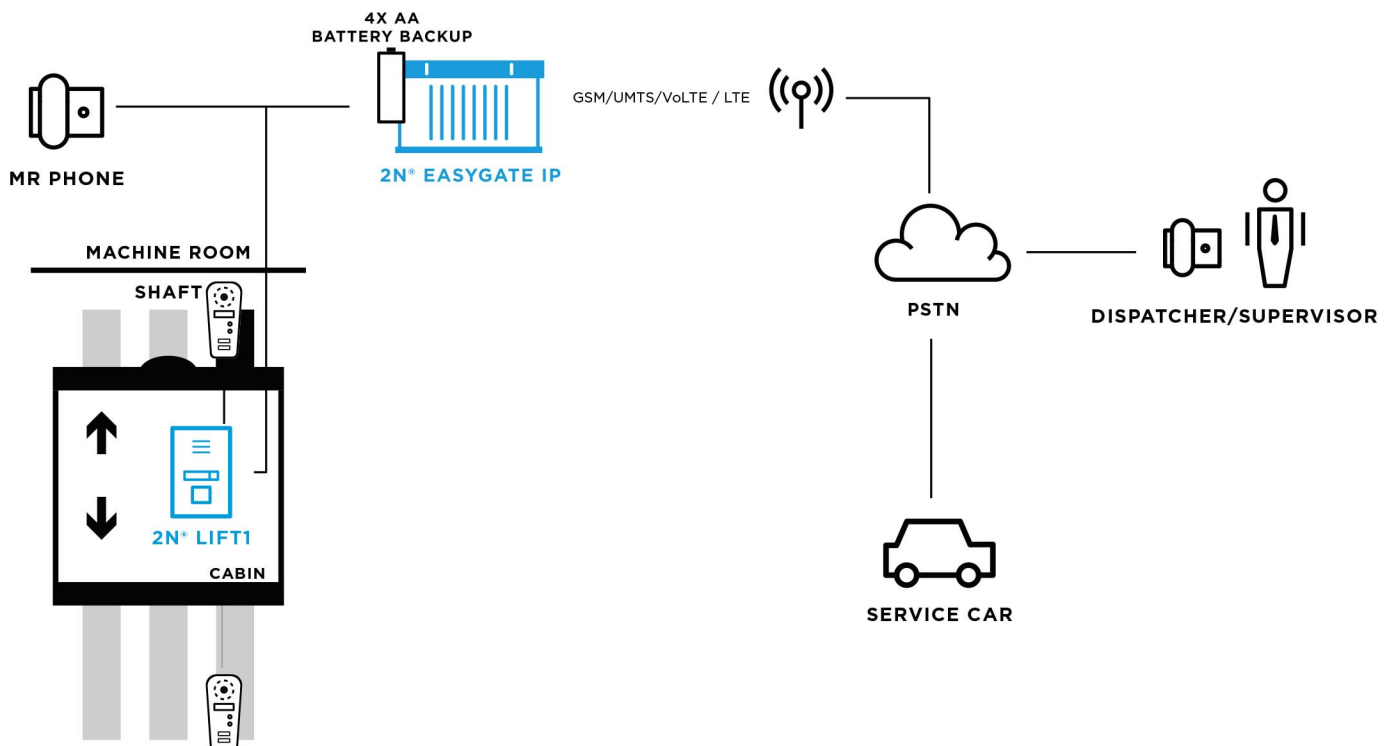 4X AA
BATTERY BACKUP
GSM/UMTS/VoLTE / LTE
2N® EASYGATE IP
MR PHONE
MACHINE ROOM
SHAFT
PSTN
DISPATCHER/SUPERVISOR
2N® LIFT1
CABIN
SERVICE CAR